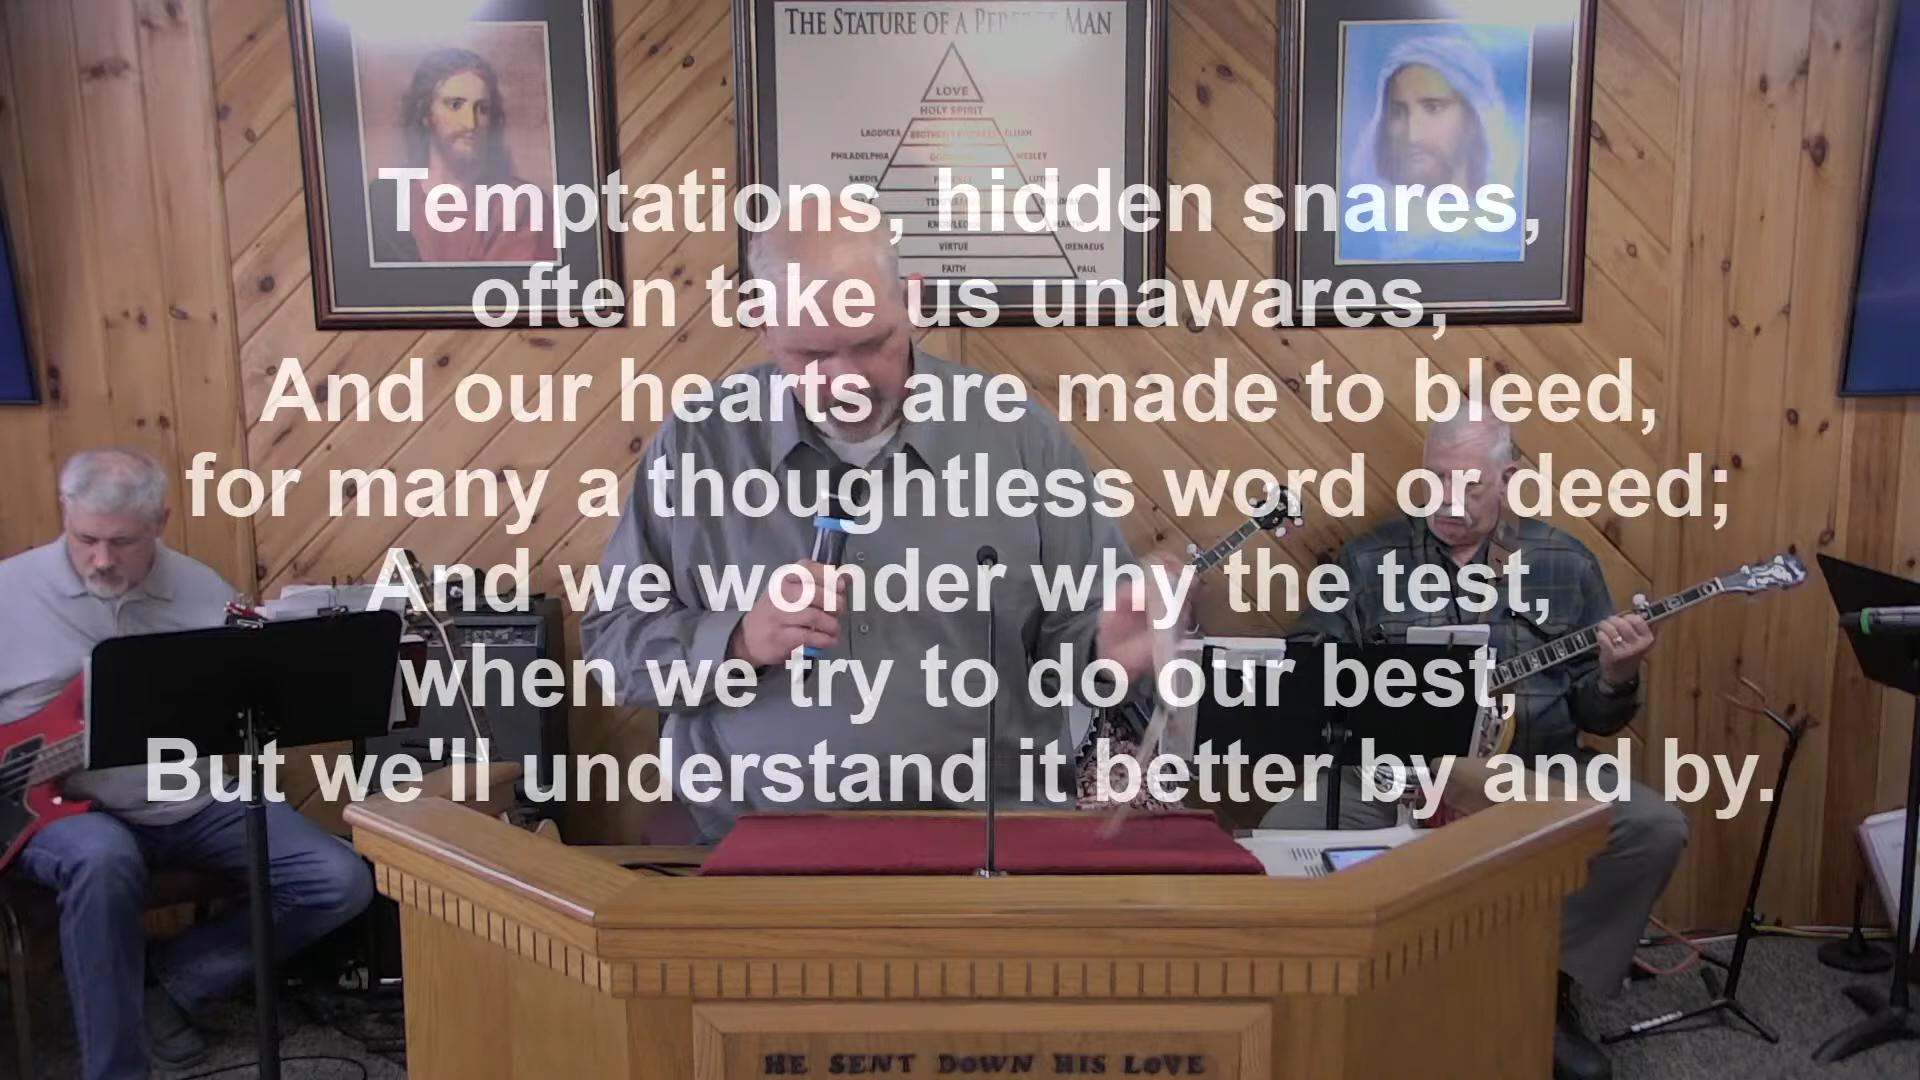 THE STATURE OF A PERFECT MAN
LOVE
HOLY SPIRIT
LAODICEA ELIJAH
PHILADELPHIA WESLEY
SARDIS
KNOWLEDGE
VIRTUE IRENAEUS
FAITH PAUL
Temptations, hidden snares,
often take us unawares,
And our hearts are made to bleed,
for many a thoughtless word or deed;
And we wonder why the test,
when we try to do our best,
But we'll understand it better by and by.
HE SENT DOWN HIS LOVE